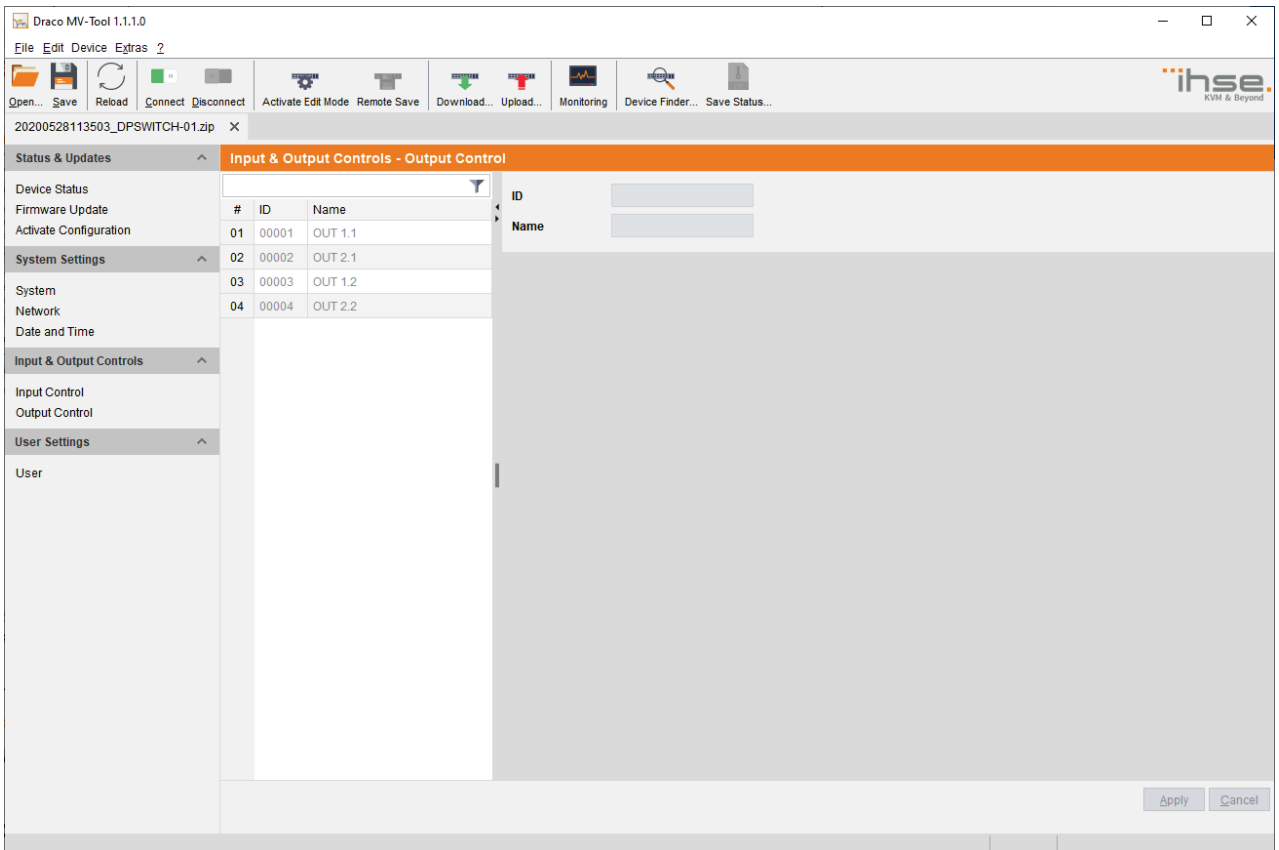 Draco MV-Tool 1.1.1.0
File Edit Device Extras ?
Open... Save Reload Connect Disconnect Activate Edit Mode Remote Save Download... Upload... Monitoring Device Finder... Save Status...
ihse.
KVM & Beyond
20200528113503_DPSWITCH-01.zip
Status & Updates
Device Status
Firmware Update
Activate Configuration
System Settings
System
Network
Date and Time
Input & Output Controls
Input Control
Output Control
User Settings
User
Input & Output Controls - Output Control
# ID Name
01 00001 OUT 1.1
02 00002 OUT 2.1
03 00003 OUT 1.2
04 00004 OUT 2.2
ID
Name
Apply Cancel